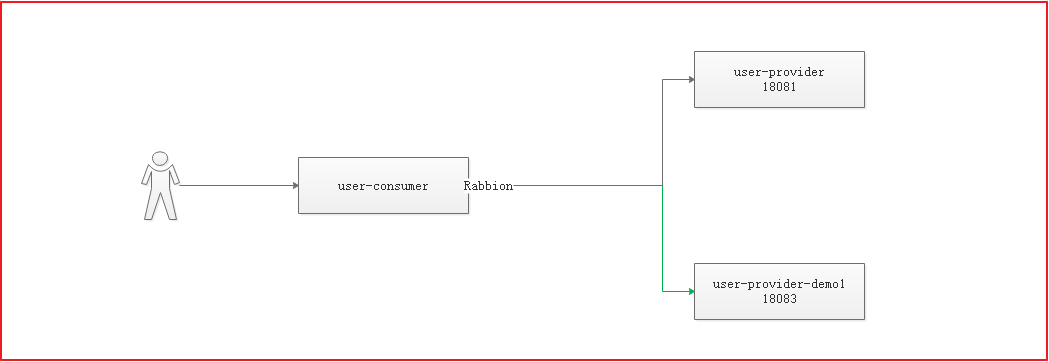 user-provider
18081
user-consumer
Rabbion
user-provider-demo1
18083